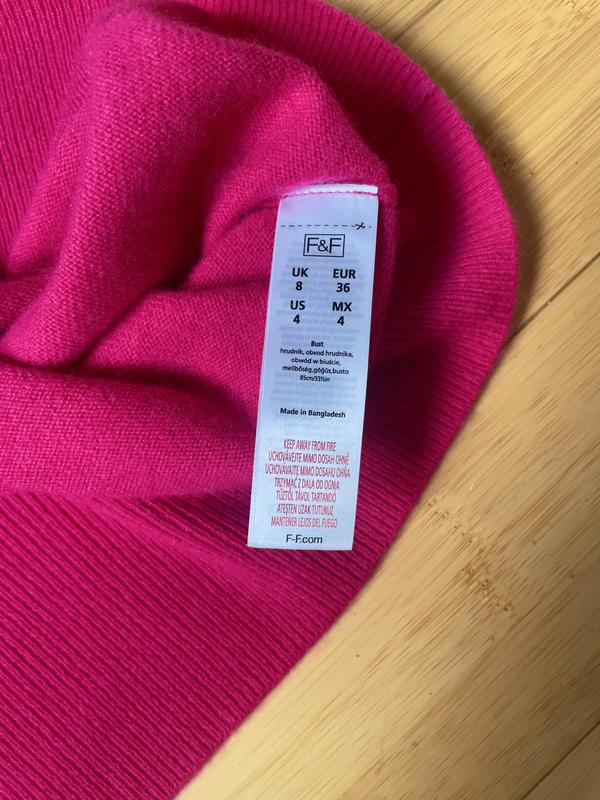 F&F
UK EUR
8 36
US MX
4 4
Bust
hrudník, obvod hrudníka,
obwód w biuście,
mellbőség,göğüs,busto
85cm/33½in
Made in Bangladesh
KEEP AWAY FROM FIRE
UCHOVÁVEJTE MIMO DOSAH OHNĚ
UCHOVÁVAJTE MIMO DOSAHU OHŇA
TRZYMAĆ Z DALA OD OGNIA
TŰZTŐL TÁVOL TARTANDÓ
ATEŞTEN UZAK TUTUNUZ
MANTENER LEJOS DEL FUEGO
F-F.com